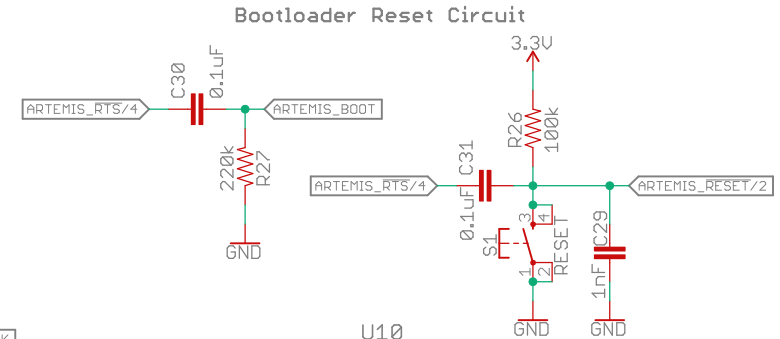 Bootloader Reset Circuit
3.3V
C30
0.1uF
ARTEMIS_RTS/4
ARTEMIS_BOOT
220k
R27
GND
R26
100k
C31
0.1uF
ARTEMIS_RTS/4
ARTEMIS_RESET/2
3
4
S1
RESET
1
2
C29
1nF
GND
GND
U10
K